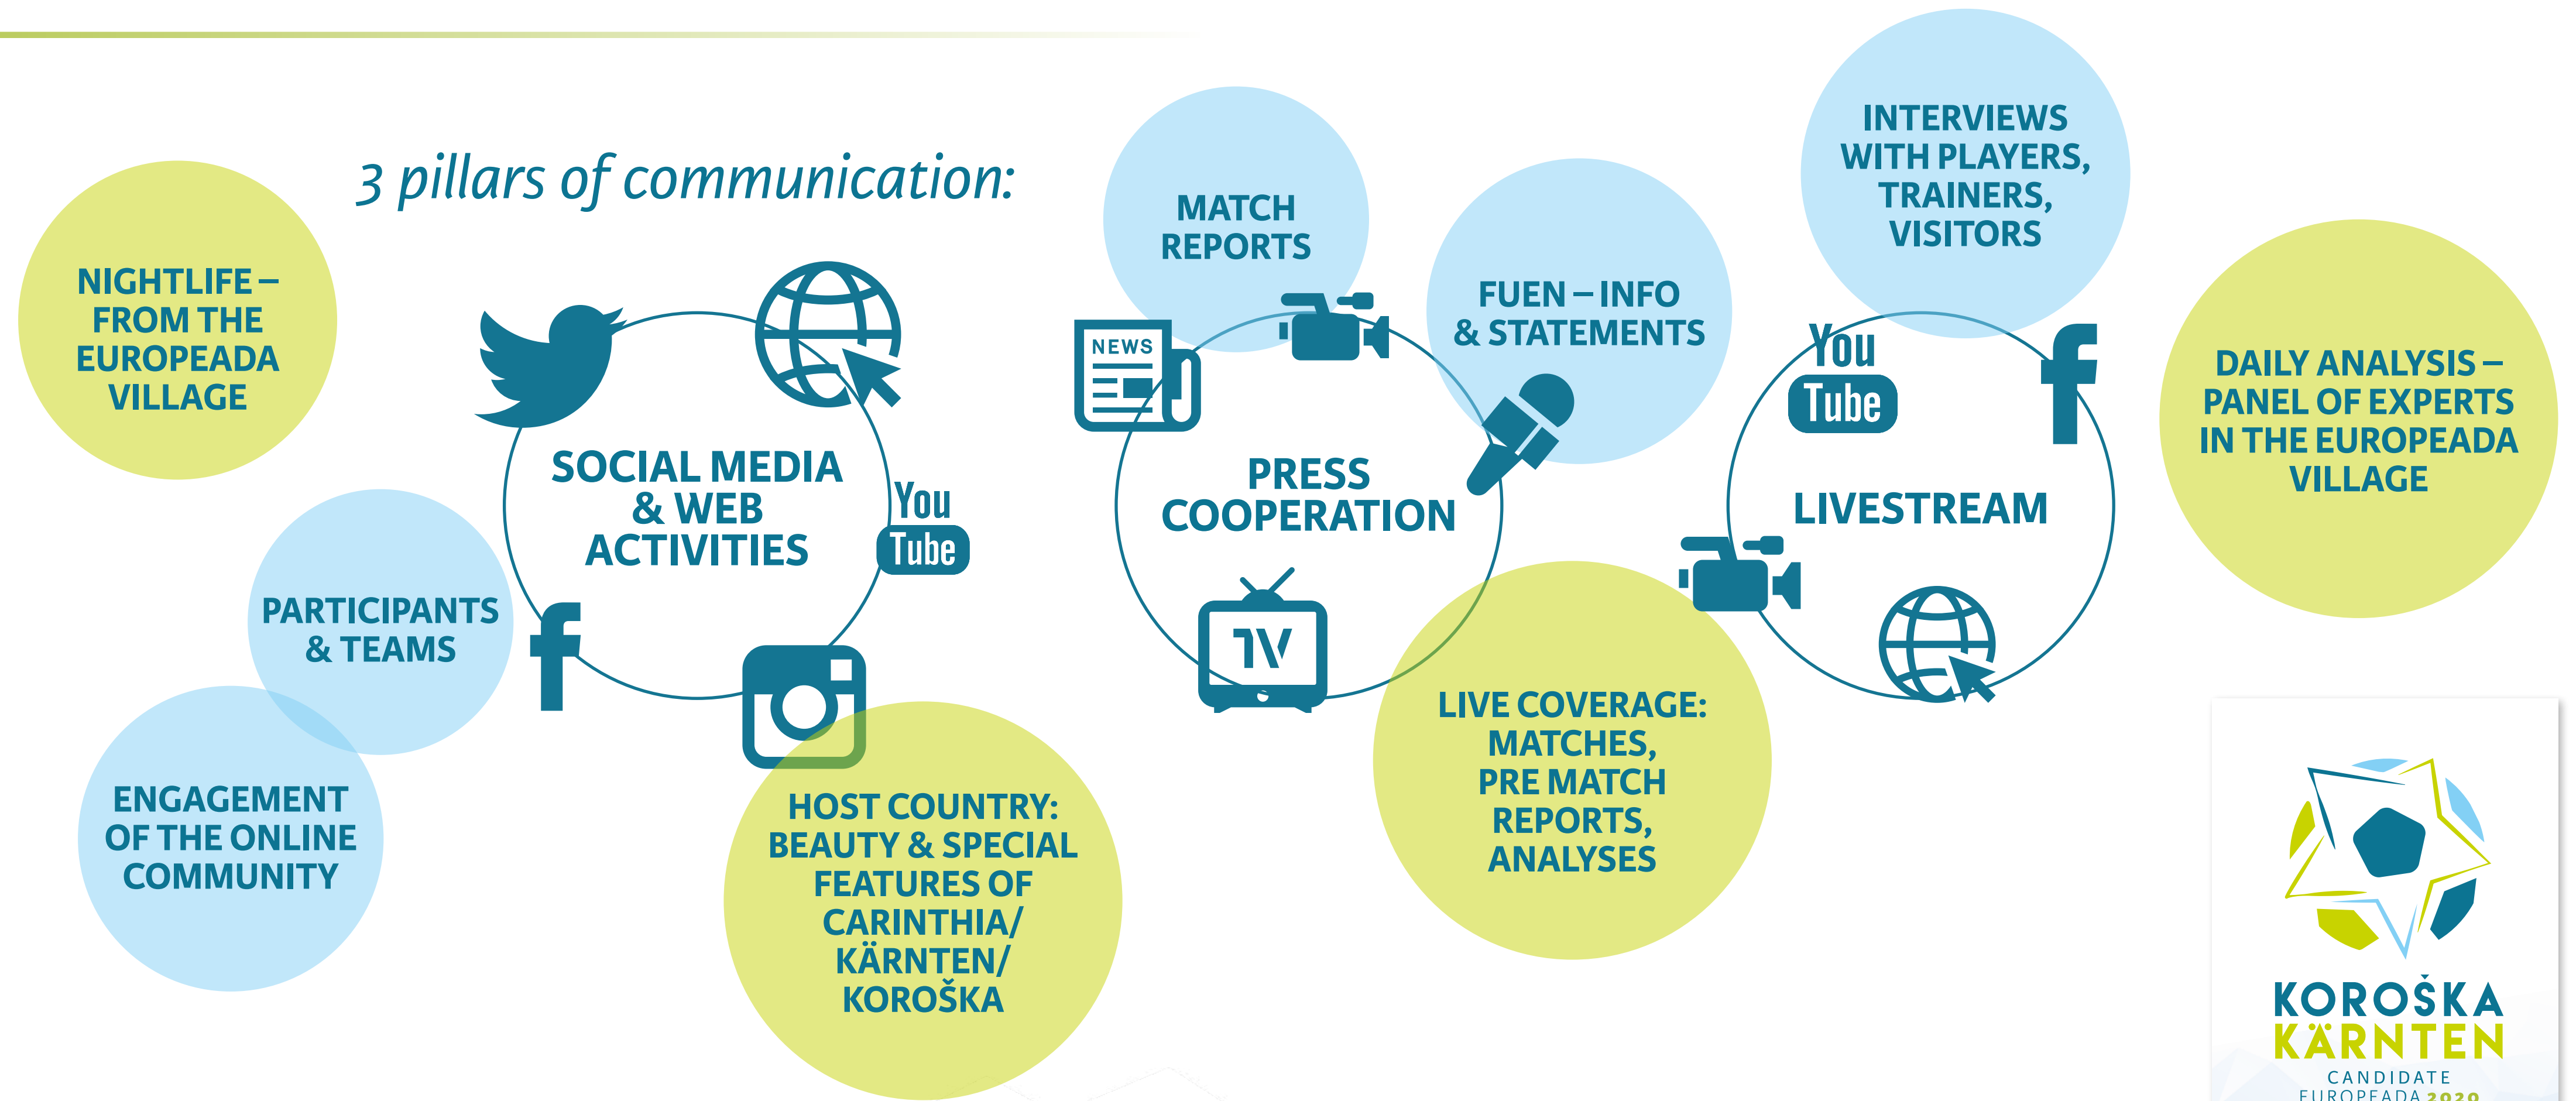 3 pillars of communication:
NIGHTLIFE –
FROM THE
EUROPEADA
VILLAGE
PARTICIPANTS
& TEAMS
ENGAGEMENT
OF THE ONLINE
COMMUNITY
SOCIAL MEDIA
& WEB
ACTIVITIES
You
Tube
HOST COUNTRY:
BEAUTY & SPECIAL
FEATURES OF
CARINTHIA/
KÄRNTEN/
KOROŠKA
MATCH
REPORTS
NEWS
FUEN – INFO
& STATEMENTS
PRESS
COOPERATION
TV
LIVE COVERAGE:
MATCHES,
PRE MATCH
REPORTS,
ANALYSES
INTERVIEWS
WITH PLAYERS,
TRAINERS,
VISITORS
You
Tube
LIVESTREAM
DAILY ANALYSIS –
PANEL OF EXPERTS
IN THE EUROPEADA
VILLAGE
KOROŠKA
KÄRNTEN
CANDIDATE
EUROPEADA 2020